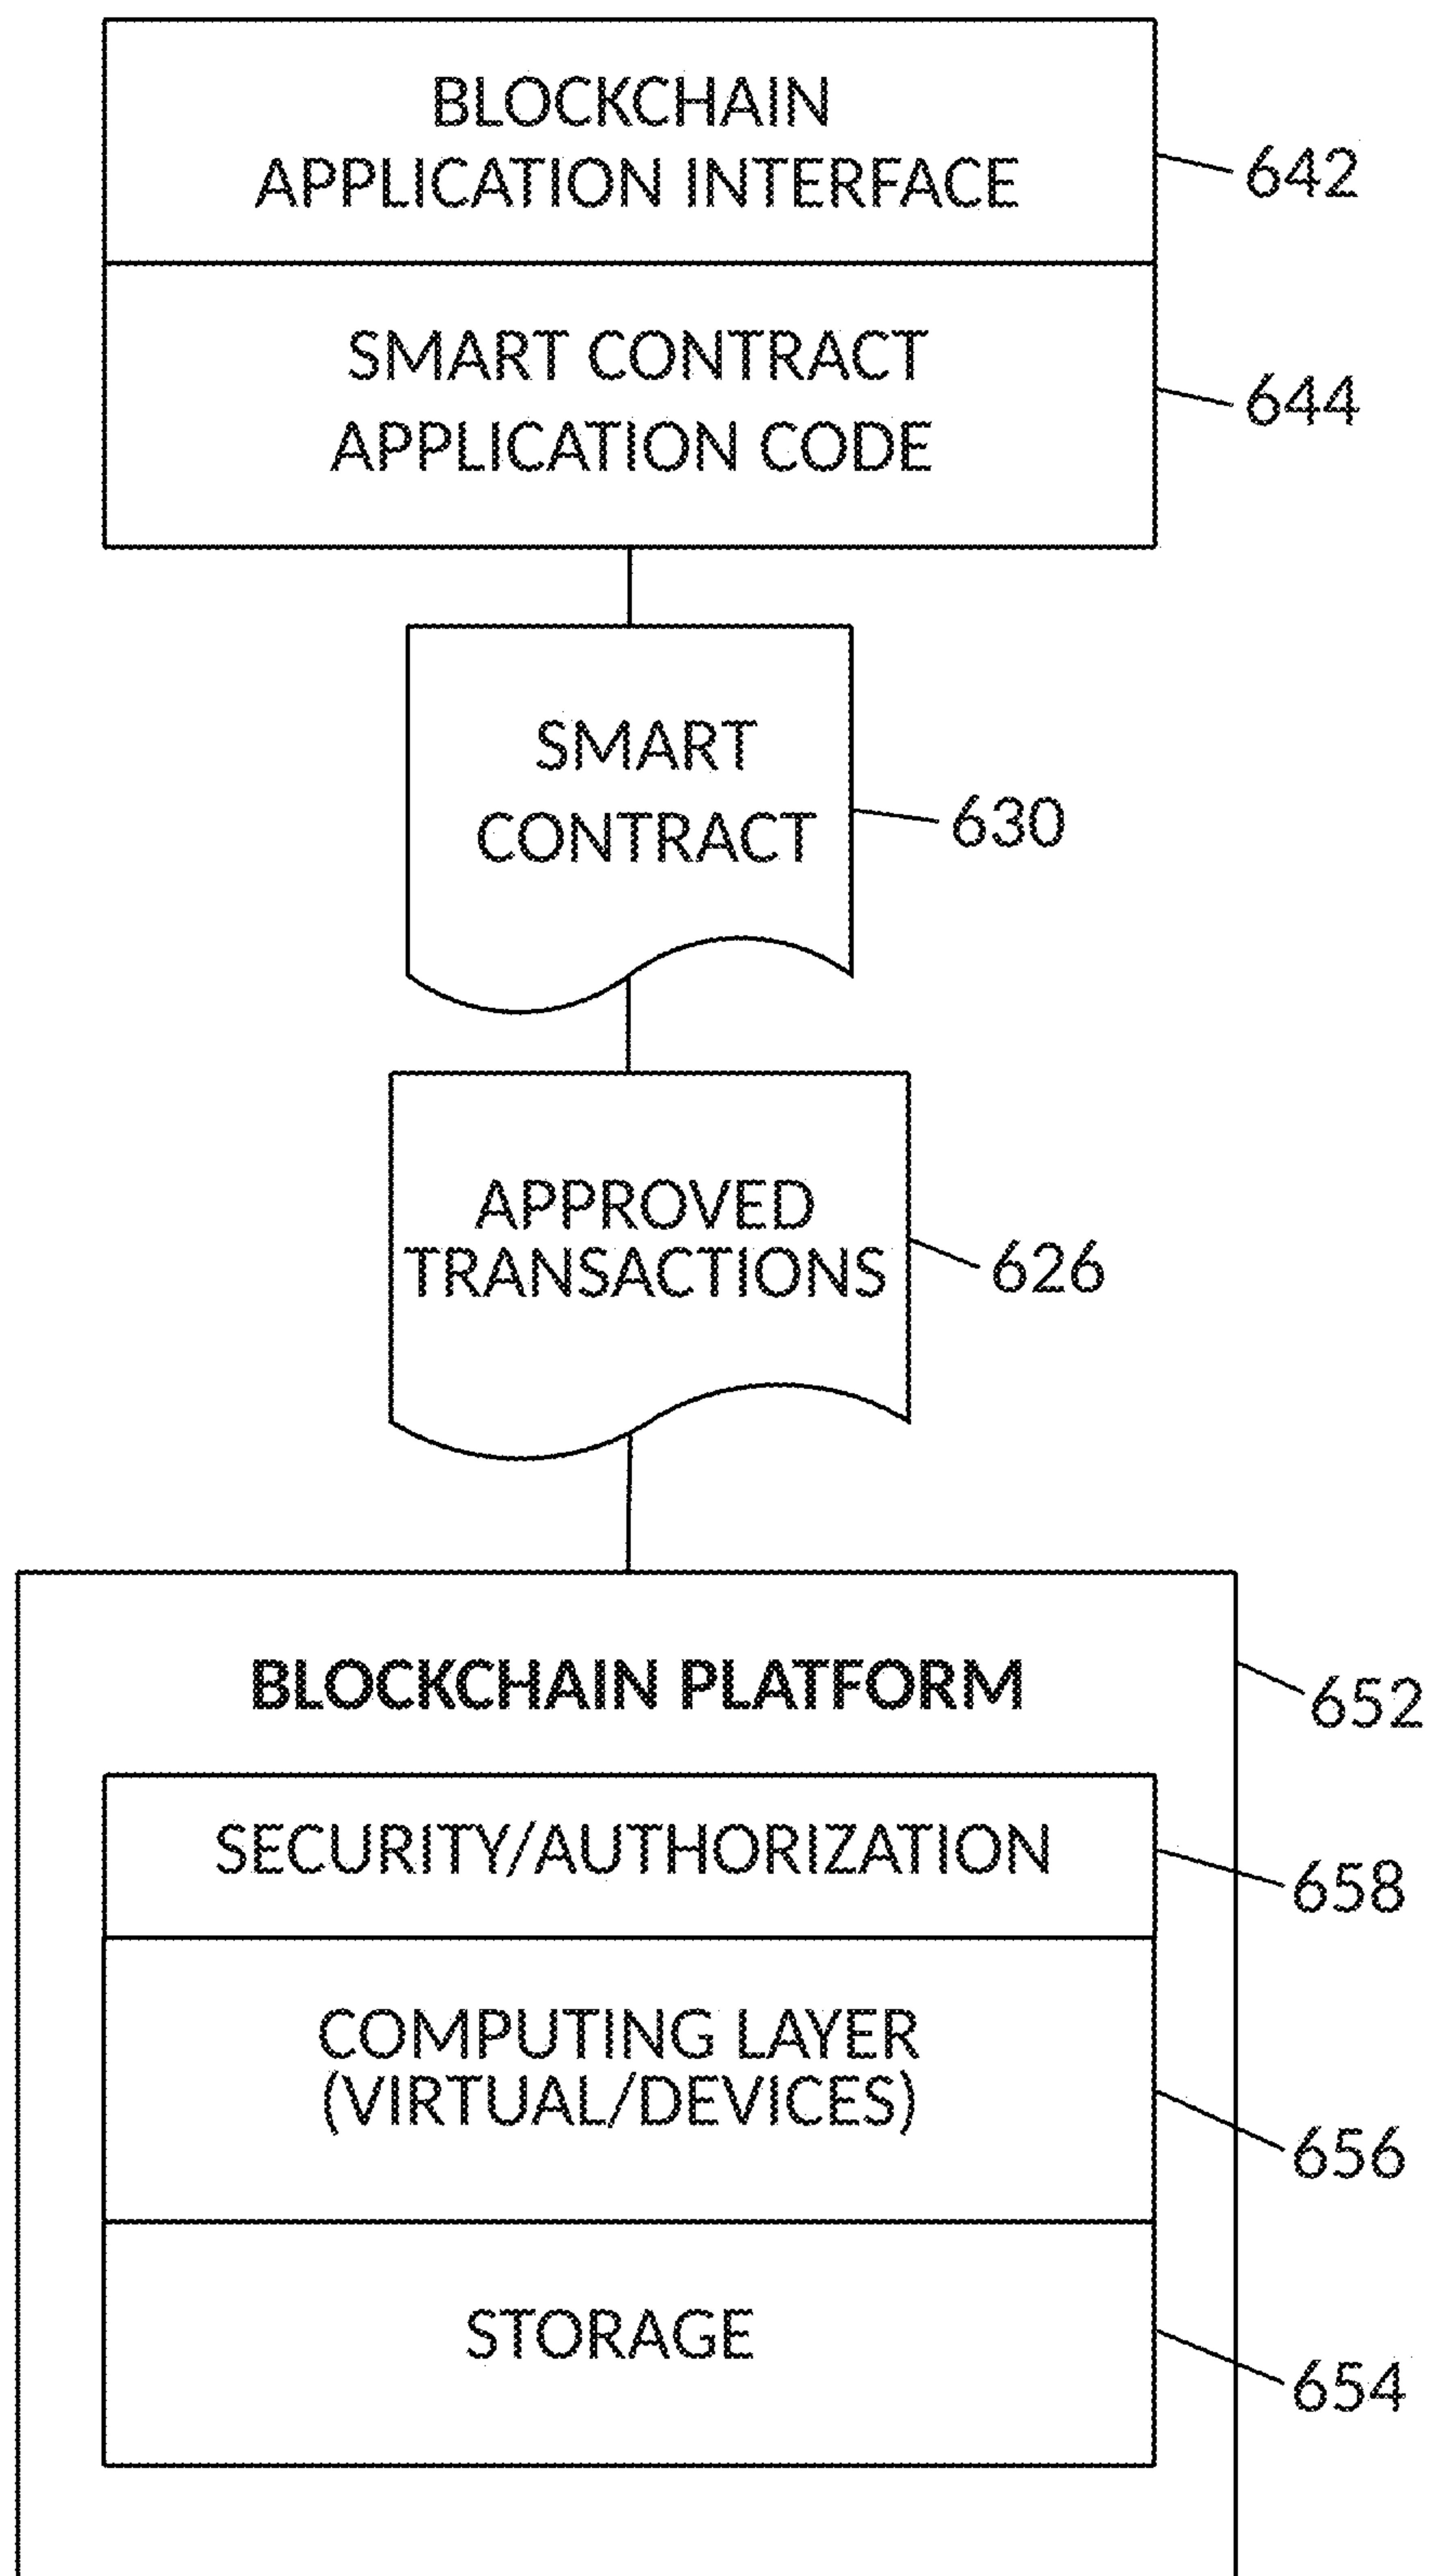 BLOCKCHAIN
APPLICATION INTERFACE
642
SMART CONTRACT
APPLICATION CODE
644
SMART
CONTRACT
630
APPROVED
TRANSACTIONS
626
BLOCKCHAIN PLATFORM
652
SECURITY/AUTHORIZATION
658
COMPUTING LAYER
(VIRTUAL/DEVICES)
656
STORAGE
654